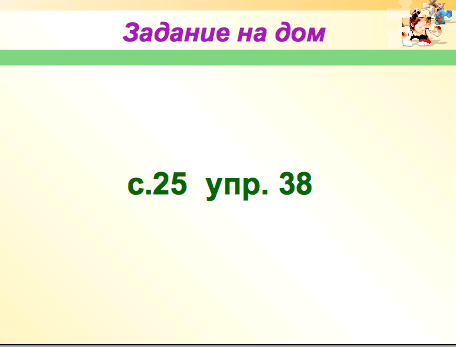 Задание на дом
с.25 упр. 38